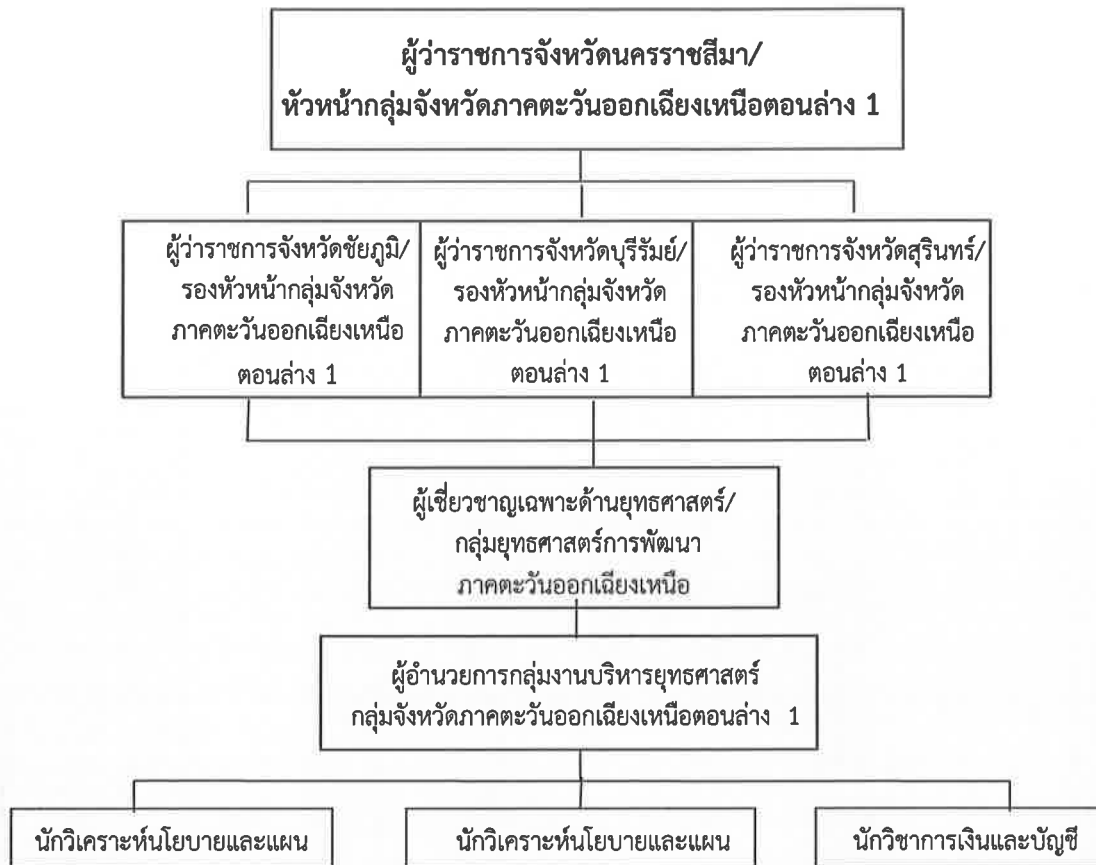 ผู้ว่าราชการจังหวัดนครราชสีมา/
หัวหน้ากลุ่มจังหวัดภาคตะวันออกเฉียงเหนือตอนล่าง 1
ผู้ว่าราชการจังหวัดชัยภูมิ/
รองหัวหน้ากลุ่มจังหวัด
ภาคตะวันออกเฉียงเหนือ
ตอนล่าง 1
ผู้ว่าราชการจังหวัดบุรีรัมย์/
รองหัวหน้ากลุ่มจังหวัด
ภาคตะวันออกเฉียงเหนือ
ตอนล่าง 1
ผู้ว่าราชการจังหวัดสุรินทร์/
รองหัวหน้ากลุ่มจังหวัด
ภาคตะวันออกเฉียงเหนือ
ตอนล่าง 1
ผู้เชี่ยวชาญเฉพาะด้านยุทธศาสตร์/
กลุ่มยุทธศาสตร์การพัฒนา
ภาคตะวันออกเฉียงเหนือ
ผู้อำนวยการกลุ่มงานบริหารยุทธศาสตร์
กลุ่มจังหวัดภาคตะวันออกเฉียงเหนือตอนล่าง 1
นักวิเคราะห์นโยบายและแผน
นักวิเคราะห์นโยบายและแผน
นักวิชาการเงินและบัญชี